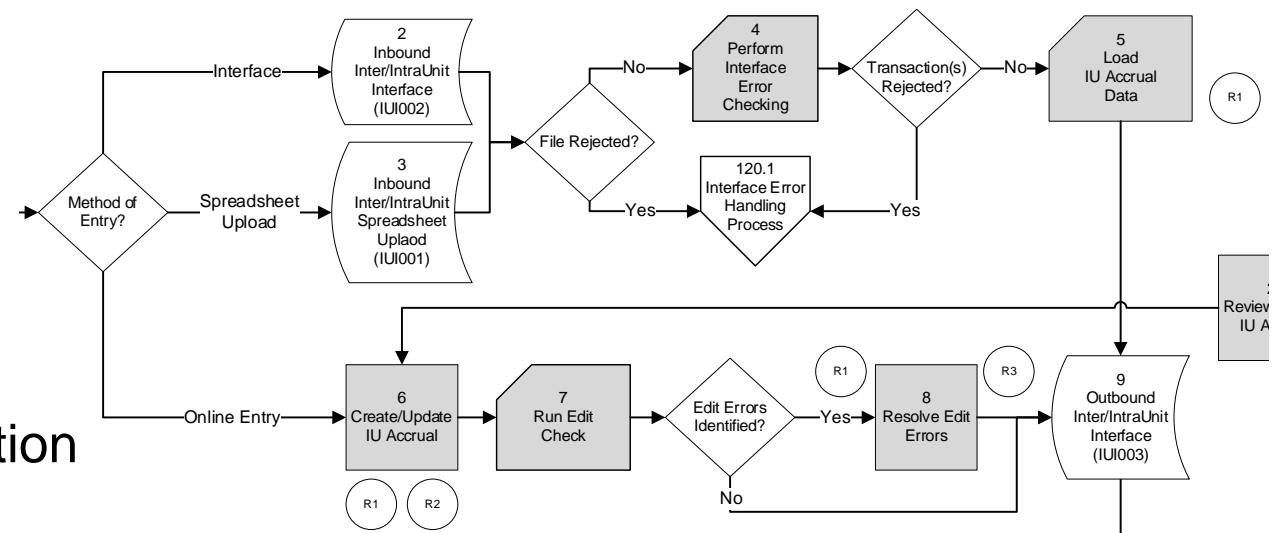 2
Inbound
Inter/IntraUnit
Interface
(IUI002)
4
Perform
Interface
Error
Checking
5
Load
IU Accrual
Data
Interface
No
Transaction(s)
Rejected?
No
R1
File Rejected?
3
Inbound
Inter/IntraUnit
Spreadsheet
Uplaod
(IUI001)
120.1
Interface Error
Handling
Process
Method of
Entry?
Spreadsheet
Upload
Yes
Yes
2
Review
IU A
6
Create/Update
IU Accrual
7
Run Edit
Check
Edit Errors
Identified?
R1
8
Resolve Edit
Errors
R3
9
Outbound
Inter/IntraUnit
Interface
(IUI003)
Online Entry
Yes
tion
No
R1
R2